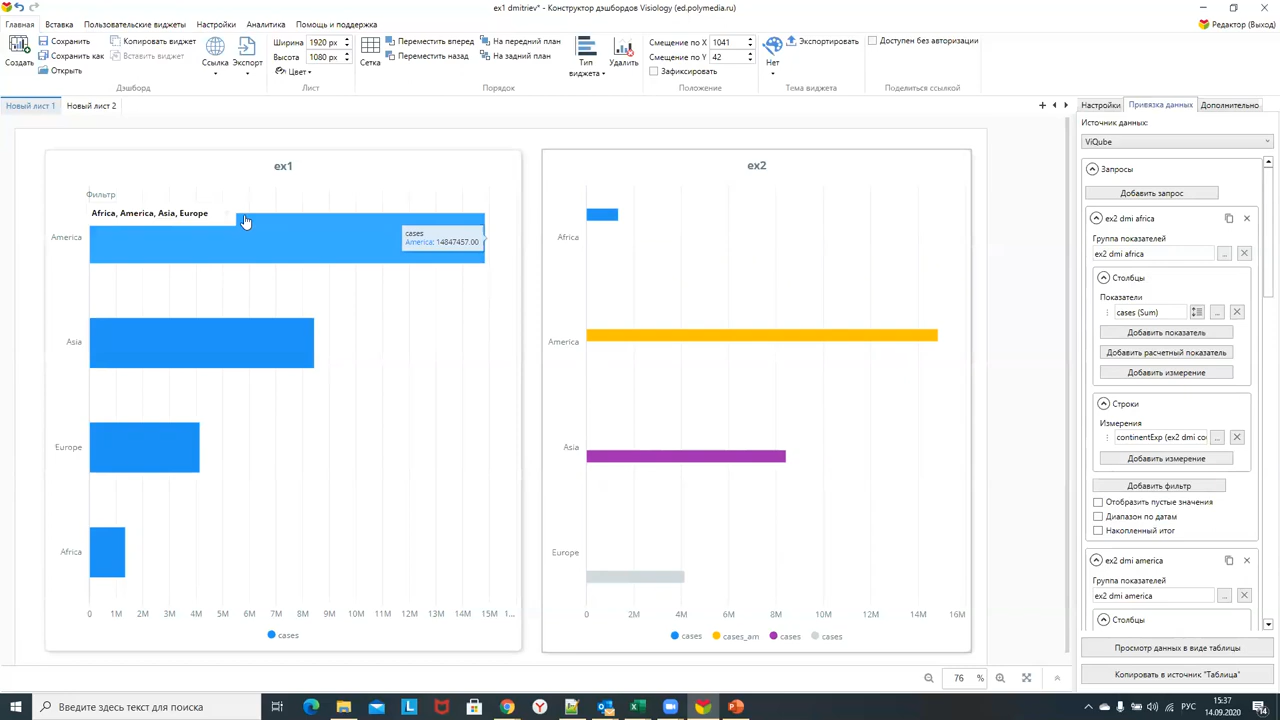 ex1 dmitriev* - Конструктор дэшбордов Visiology (ed.polymedia.ru)
Главная Вставка Пользовательские виджеты Настройки Аналитика Помощь и поддержка
Редактор (Выход)
Создать
Сохранить
Сохранить как
Открыть
Копировать виджет
Вставить виджет
Ссылка
Экспорт
Дэшборд
Ширина 1920 px
Высота 1080 px
Цвет
Лист
Сетка
Переместить вперед
Переместить назад
На передний план
На задний план
Порядок
Тип виджета
Удалить
Смещение по X 1041
Смещение по Y 42
Зафиксировать
Положение
Нет
Экспортировать
Тема виджета
Доступен без авторизации
Поделиться ссылкой
Новый лист 1 Новый лист 2
ex1
Фильтр
Africa, America, Asia, Europe
America
cases
America: 14847457.00
Asia
Europe
Africa
0 1M 2M 3M 4M 5M 6M 7M 8M 9M 10M 11M 12M 13M 14M 15M 1...
cases
ex2
Africa
America
Asia
Europe
0 2M 4M 6M 8M 10M 12M 14M 16M
cases cases_am cases cases
76 %
Настройки Привязка данных Дополнительно
Источник данных:
ViQube
Запросы
Добавить запрос
ex2 dmi africa
Группа показателей
ex2 dmi africa ...
Столбцы
Показатели
cases (Sum) ...
Добавить показатель
Добавить расчетный показатель
Добавить измерение
Строки
Измерения
continentExp (ex2 dmi co ...
Добавить измерение
Добавить фильтр
Отобразить пустые значения
Диапазон по датам
Накопленный итог
ex2 dmi america
Группа показателей
ex2 dmi america ...
Столбцы
Просмотр данных в виде таблицы
Копировать в источник "Таблица"
Введите здесь текст для поиска
РУС
15:37
14.09.2020
14